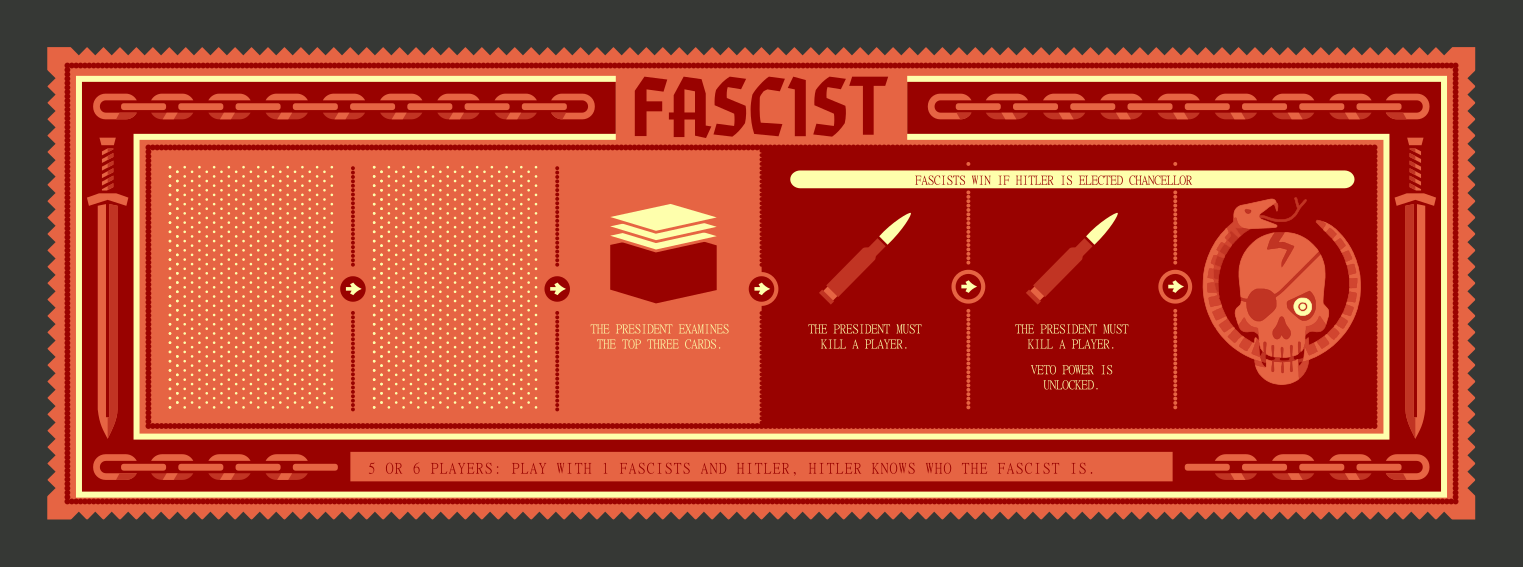 FASCIST
FASCISTS WIN IF HITLER IS ELECTED CHANCELLOR
THE PRESIDENT EXAMINES
THE TOP THREE CARDS.
THE PRESIDENT MUST
KILL A PLAYER.
THE PRESIDENT MUST
KILL A PLAYER.
VETO POWER IS
UNLOCKED.
5 OR 6 PLAYERS: PLAY WITH 1 FASCISTS AND HITLER, HITLER KNOWS WHO THE FASCIST IS.